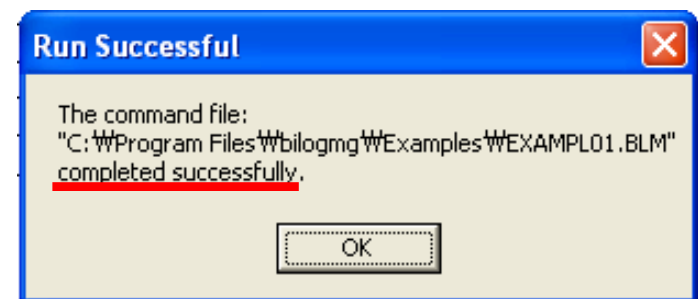 Run Successful
The command file:
"C:₩Program Files₩bilogmg₩Examples₩EXAMPL01.BLM"
completed successfully.
OK